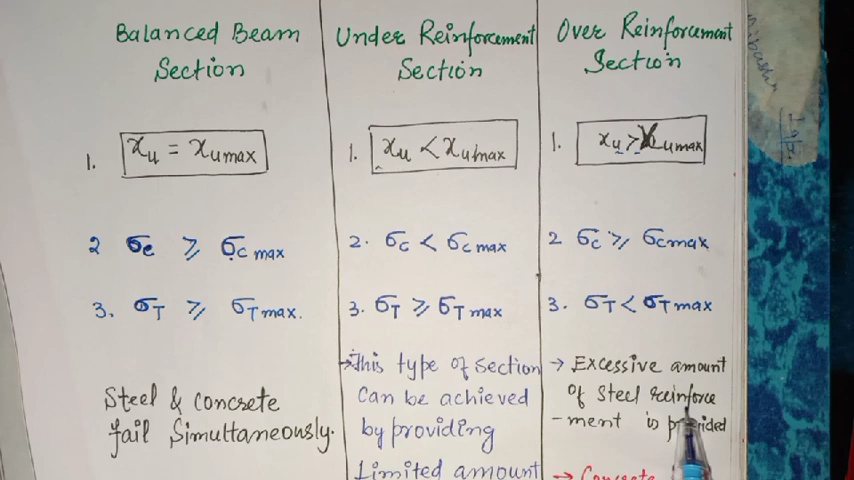 Balanced Beam
Section
1. xu = xumax
2 σc ⩾ σc max
3. σT ⩾ σT max.
Steel & concrete
fail Simultaneously.
Under Reinforcement
Section
1. xu < xumax
2. σc < σc max
3. σT ⩾ σT max
→ This type of section
Can be achieved
by providing
Limited amount
Over Reinforcement
Section
1. xu > xumax
2 σc ⩾ σcmax
3. σT < σT max
→ Excessive amount
of Steel reinforce
-ment is provided
→ Concrete